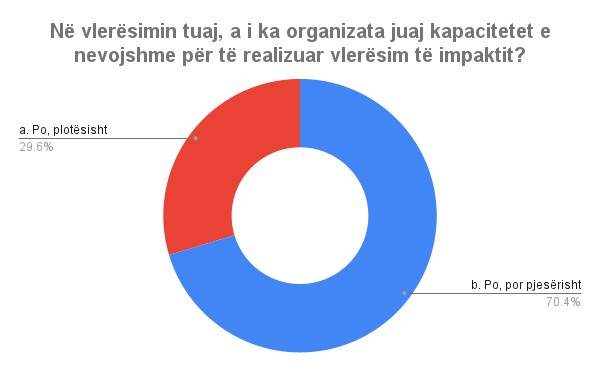 Në vlerësimin tuaj, a i ka organizata juaj kapacitetet e
nevojshme për të realizuar vlerësim të impaktit?
a. Po, plotësisht
29.6%
b. Po, por pjesërisht
70.4%